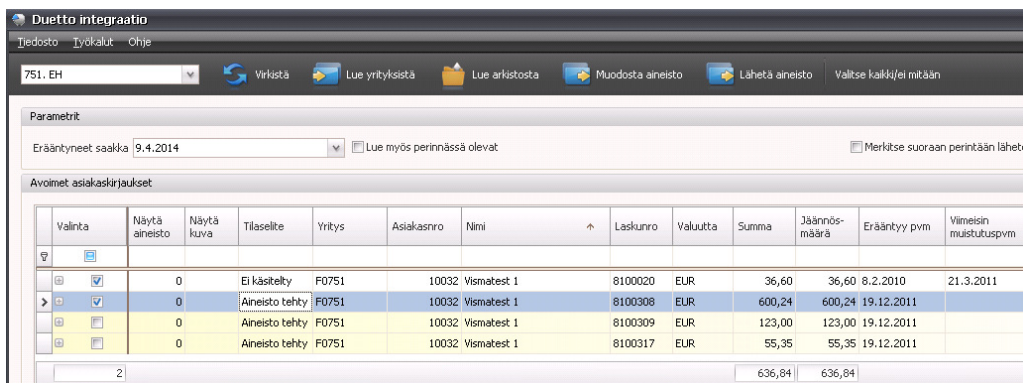 Duetto integraatio
Tiedosto Työkalut Ohje
751. EH Virkistä Lue yrityksistä Lue arkistosta Muodosta aineisto Lähetä aineisto Valitse kaikki/ei mitään
Parametrit
Erääntyneet saakka 9.4.2014 Lue myös perinnässä olevat Merkitse suoraan perintään lähete
Avoimet asiakaskirjaukset
Valinta Näytä aineisto Näytä kuva Tilaselite Yritys Asiakasnro Nimi Laskunro Valuutta Summa Jäännös-määrä Erääntyy pvm Viimeisin muistutuspvm
0 Ei käsitelty F0751 10032 Vismatest 1 8100020 EUR 36,60 36,60 8.2.2010 21.3.2011
0 Aineisto tehty F0751 10032 Vismatest 1 8100308 EUR 600,24 600,24 19.12.2011
0 Aineisto tehty F0751 10032 Vismatest 1 8100309 EUR 123,00 123,00 19.12.2011
0 Aineisto tehty F0751 10032 Vismatest 1 8100317 EUR 55,35 55,35 19.12.2011
2 636,84 636,84